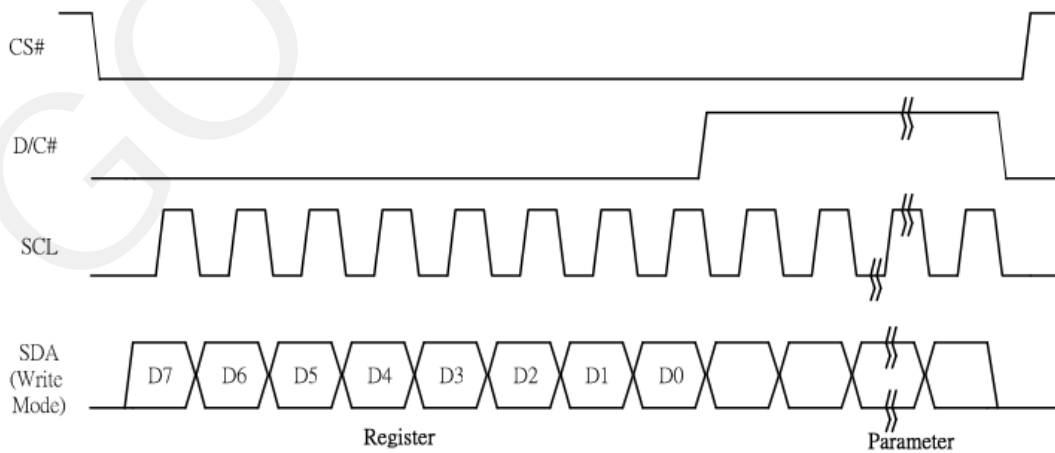 CS#
D/C#
SCL
SDA
(Write
Mode)
D7 D6 D5 D4 D3 D2 D1 D0
Register Parameter